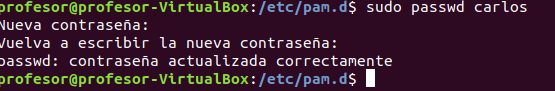 profesor@profesor-VirtualBox:/etc/pam.d$ sudo passwd carlos
Nueva contraseña:
Vuelva a escribir la nueva contraseña:
passwd: contraseña actualizada correctamente
profesor@profesor-VirtualBox:/etc/pam.d$